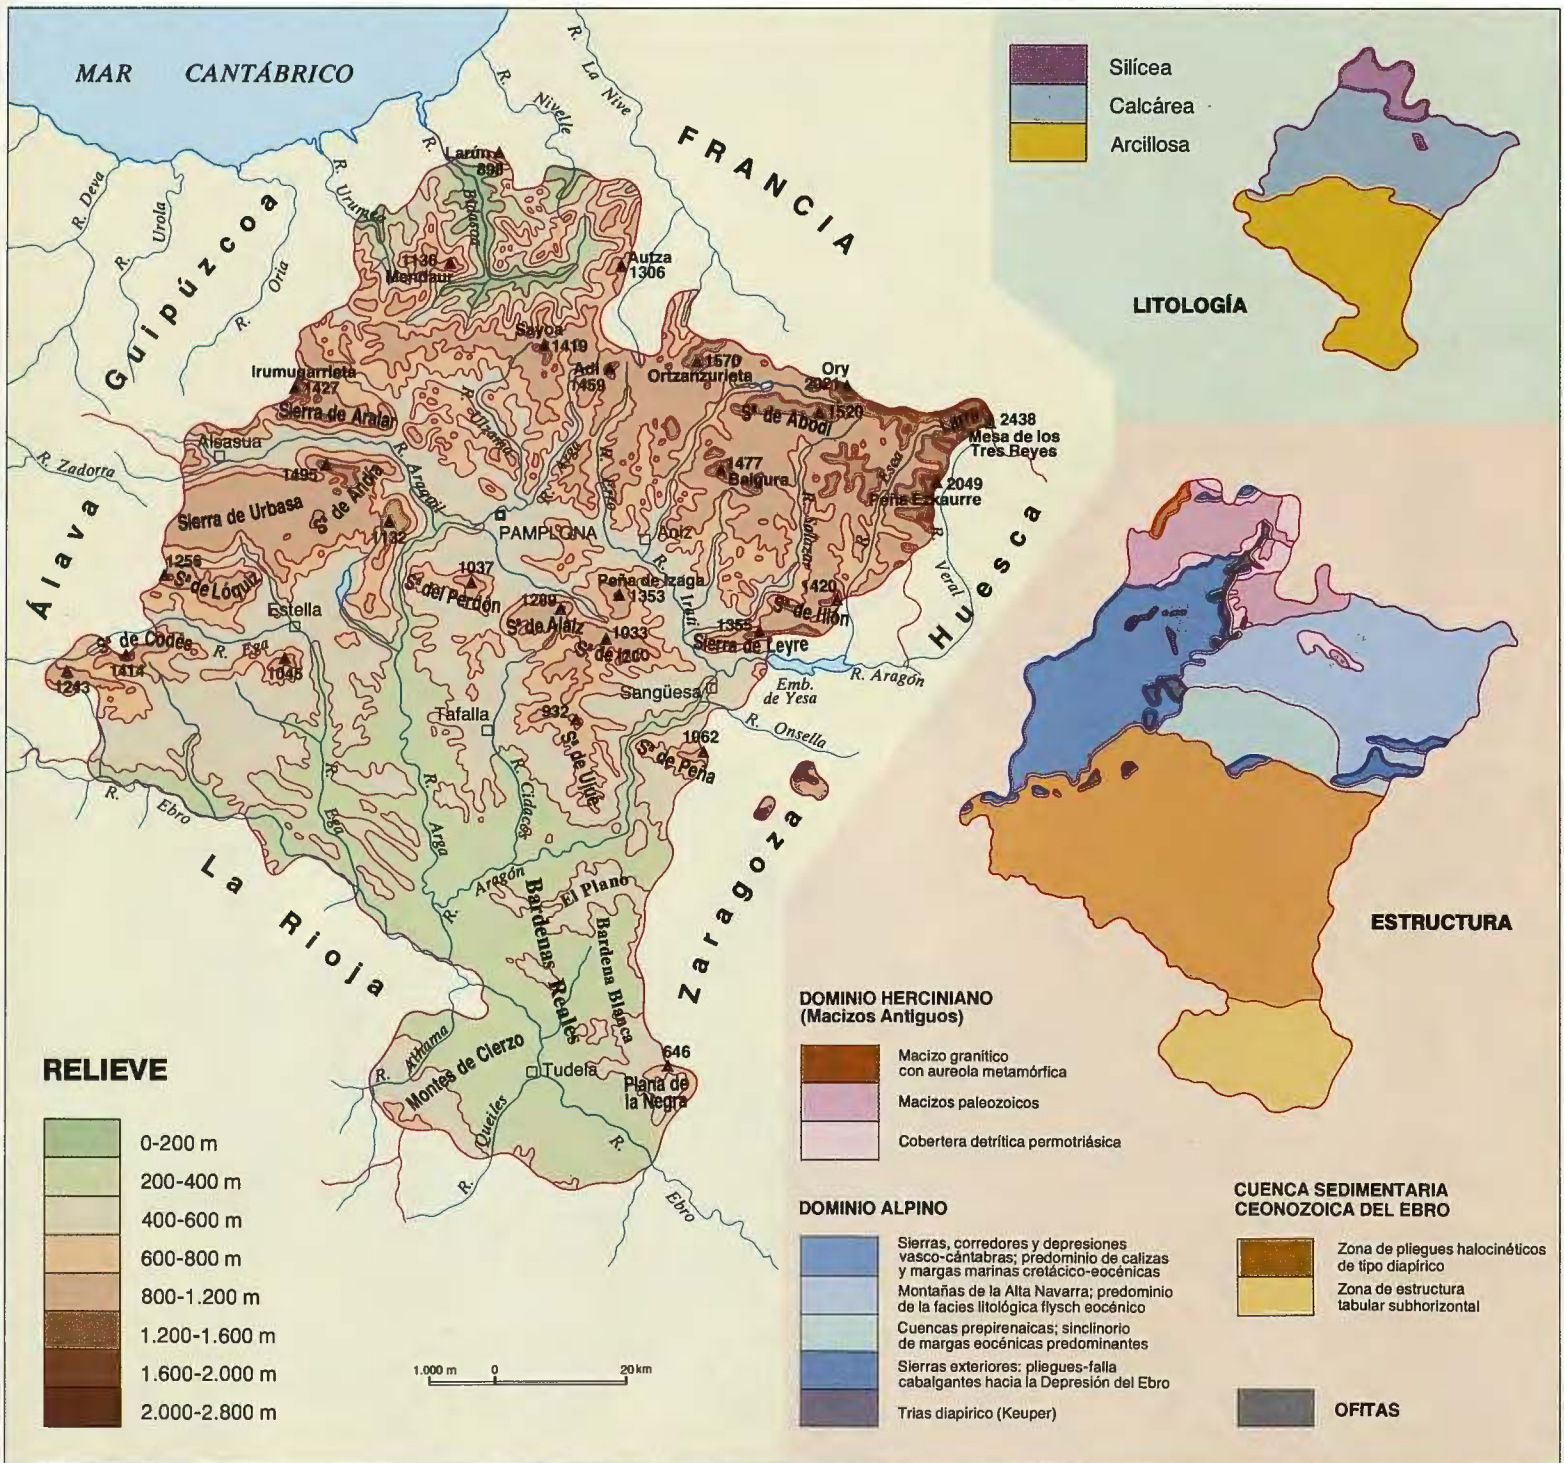 MAR CANTÁBRICO
R. La Nive
R. Nivelle
FRANCIA
R. Deva
R. Urola
R. Oria
R. Urumea
Guipúzcoa
R.
Bidasoa
Larún
898
1136
Mendaur
Autza
1306
Sayoa
1419
Adi
1459
1570
Ortzanzurieta
Ory
2021
Irumugarrieta
1427
Sierra de Aralar
Sª de Abodi
1520
Larra
2438
Mesa de los
Tres Reyes
Alsasua
R. Zadorra
R. Araquil
R. Ulzama
R. Arga
R. Erro
1477
Baigura
R. Esca
2049
Peña Ezkaurre
1495
Sª de Andía
Sierra de Urbasa
1132
PAMPLONA
Aoiz
R. Salazar
R.
R. Veral
Álava
Huesca
1256
Sª de Lóquiz
1037
Sª del Perdón
Peña de Izaga
1353
R. Irati
1420
Sª de Illón
1289
Sª de Alaiz
1033
Sª de Izco
1355
Sierra de Leyre
Estella
Sª de Codés
R. Ega
1414
1243
1045
R. Aragón
Emb.
de Yesa
Sangüesa
R. Onsella
Tafalla
932
Sª de Ujué
1062
Sª de Peña
R. Ebro
R. Ega
R. Arga
R. Cidacos
R. Aragón
El Plano
Bardenas Reales
Bardena Blanca
La Rioja
Zaragoza
R. Alhama
Montes de Cierzo
Tudela
646
Plana de
la Negra
R. Queiles
R. Ebro
RELIEVE
0-200 m
200-400 m
400-600 m
600-800 m
800-1.200 m
1.200-1.600 m
1.600-2.000 m
2.000-2.800 m
1.000 m 0 20 km
Silícea
Calcárea
Arcillosa
LITOLOGÍA
ESTRUCTURA
DOMINIO HERCINIANO
(Macizos Antiguos)
Macizo granitico
con aureola metamórfica
Macizos paleozoicos
Cobertera detrítica permotriásica
DOMINIO ALPINO
Sierras, corredores y depresiones
vasco-cántabras; predominio de calizas
y margas marinas cretácico-eocénicas
Montañas de la Alta Navarra; predominio
de la facies litológica flysch eocénico
Cuencas prepirenaicas; sinclinorio
de margas eocénicas predominantes
Sierras exteriores: pliegues-falla
cabalgantes hacia la Depresión del Ebro
Trias diapírico (Keuper)
CUENCA SEDIMENTARIA
CEONOZOICA DEL EBRO
Zona de pliegues halocinéticos
de tipo diapírico
Zona de estructura
tabular subhorizontal
OFITAS